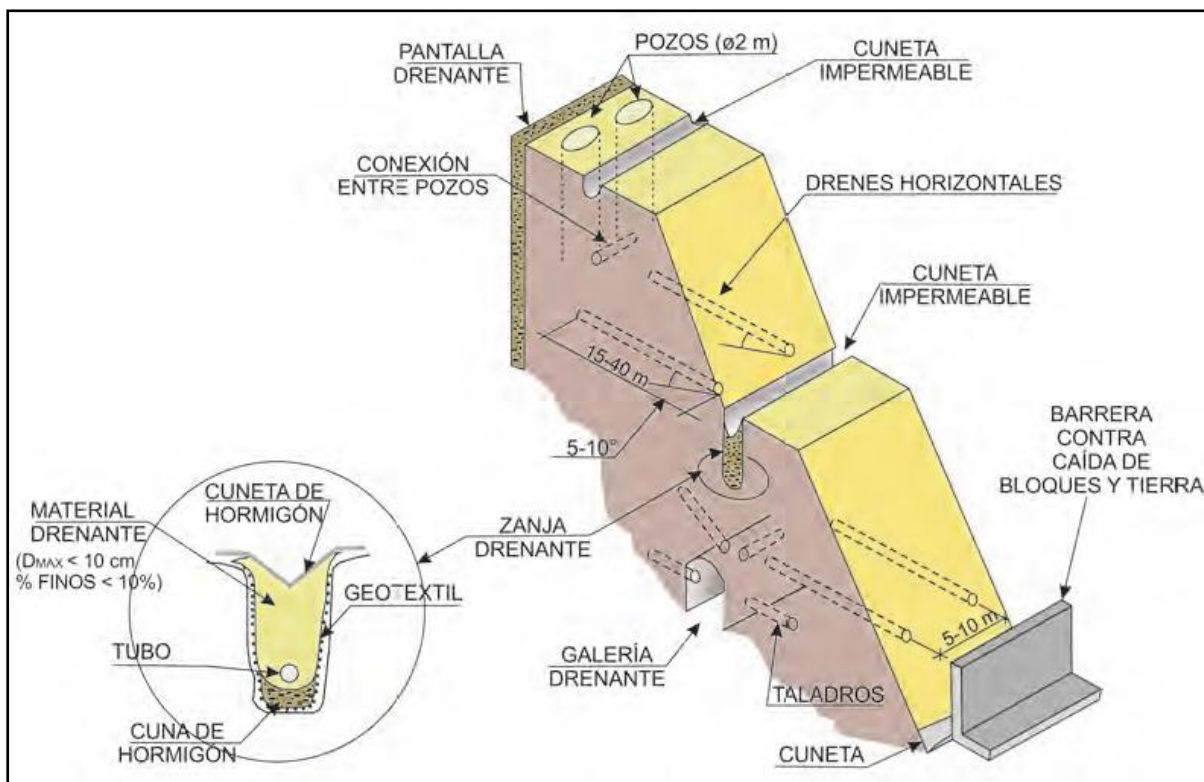 PANTALLA
DRENANTE
POZOS (ø2 m)
CUNETA
IMPERMEABLE
CONEXIÓN
ENTRE POZOS
DRENES HORIZONTALES
CUNETA
IMPERMEABLE
15-40 m
5-10°
BARRERA
CONTRA
CAÍDA DE
BLOQUES Y TIERRA
CUNETA DE
HORMIGÓN
MATERIAL
DRENANTE
(DMAX < 10 cm
% FINOS < 10%)
ZANJA
DRENANTE
GEOTEXTIL
TUBO
CUNA DE
HORMIGÓN
GALERÍA
DRENANTE
TALADROS
5-10 m
CUNETA